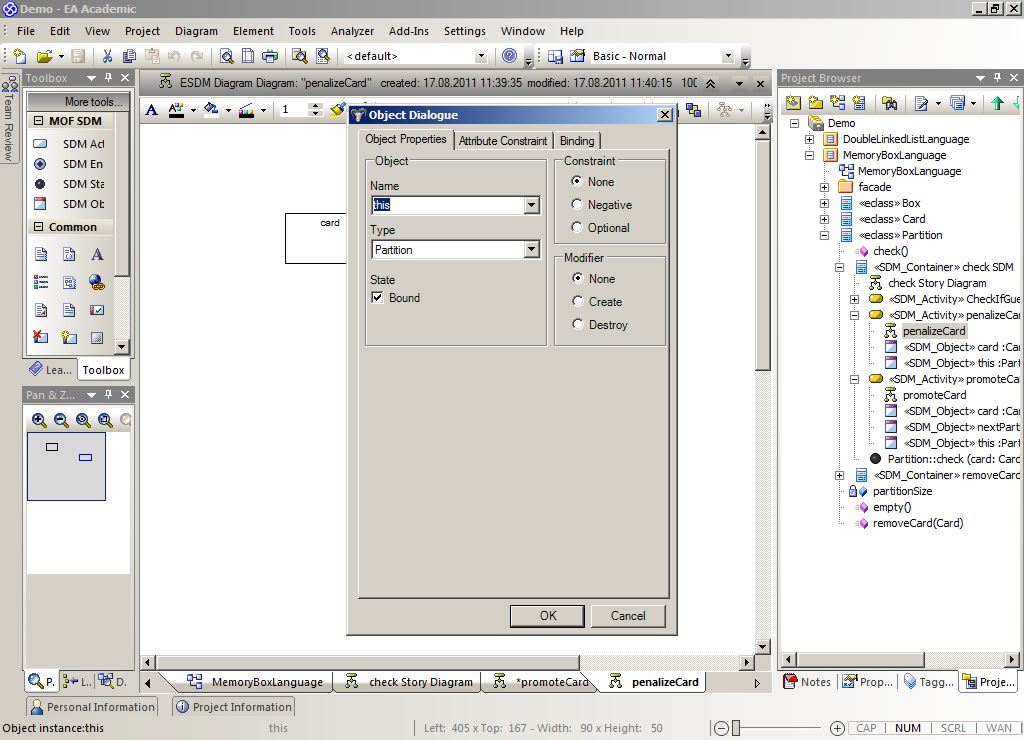 Demo - EA Academic
File Edit View Project Diagram Element Tools Analyzer Add-Ins Settings Window Help
<default> Basic - Normal
Team Review
Toolbox
More tools...
MOF SDM
SDM Act
SDM En
SDM Sta
SDM Ob
Common
Lea... Toolbox
Pan & Z...
P. L.. D.
ESDM Diagram Diagram: "penalizeCard" created: 17.08.2011 11:39:35 modified: 17.08.2011 11:40:15 100
A A 1
card
Object Dialogue
Object Properties Attribute Constraint Binding
Object
Name
this
Type
Partition
State
Bound
Constraint
None
Negative
Optional
Modifier
None
Create
Destroy
OK Cancel
MemoryBoxLanguage check Story Diagram *promoteCard penalizeCard
Project Browser
Demo
DoubleLinkedListLanguage
MemoryBoxLanguage
MemoryBoxLanguage
facade
«eclass» Box
«eclass» Card
«eclass» Partition
check()
«SDM_Container» check SDM
check Story Diagram
«SDM_Activity» CheckIfGue
«SDM_Activity» penalizeCar
penalizeCard
«SDM_Object» card :Car
«SDM_Object» this :Part
«SDM_Activity» promoteCa
promoteCard
«SDM_Object» card :Ca
«SDM_Object» nextPart
«SDM_Object» this :Part
Partition::check (card: Card
«SDM_Container» removeCard
partitionSize
empty()
removeCard(Card)
Notes Prop... Tagg... Proje...
Personal Information Project Information
Object instance:this this Left: 405 x Top: 167 - Width: 90 x Height: 50 CAP NUM SCRL WAN